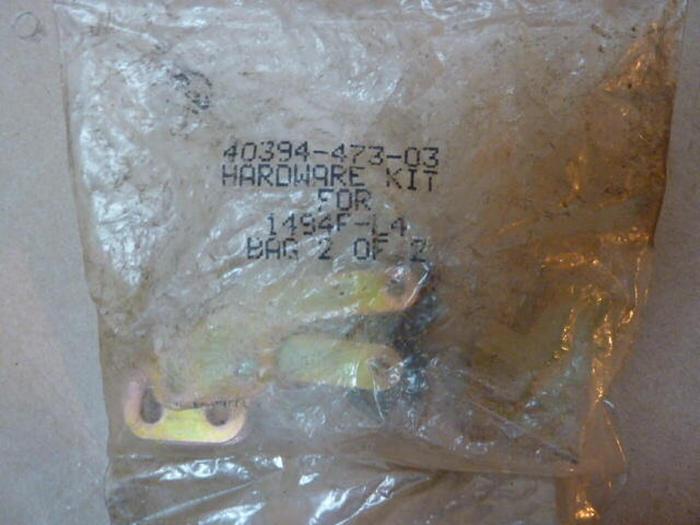 40394-473-03
HARDWARE KIT
FOR
1494F-L4
BAG 2 OF 2